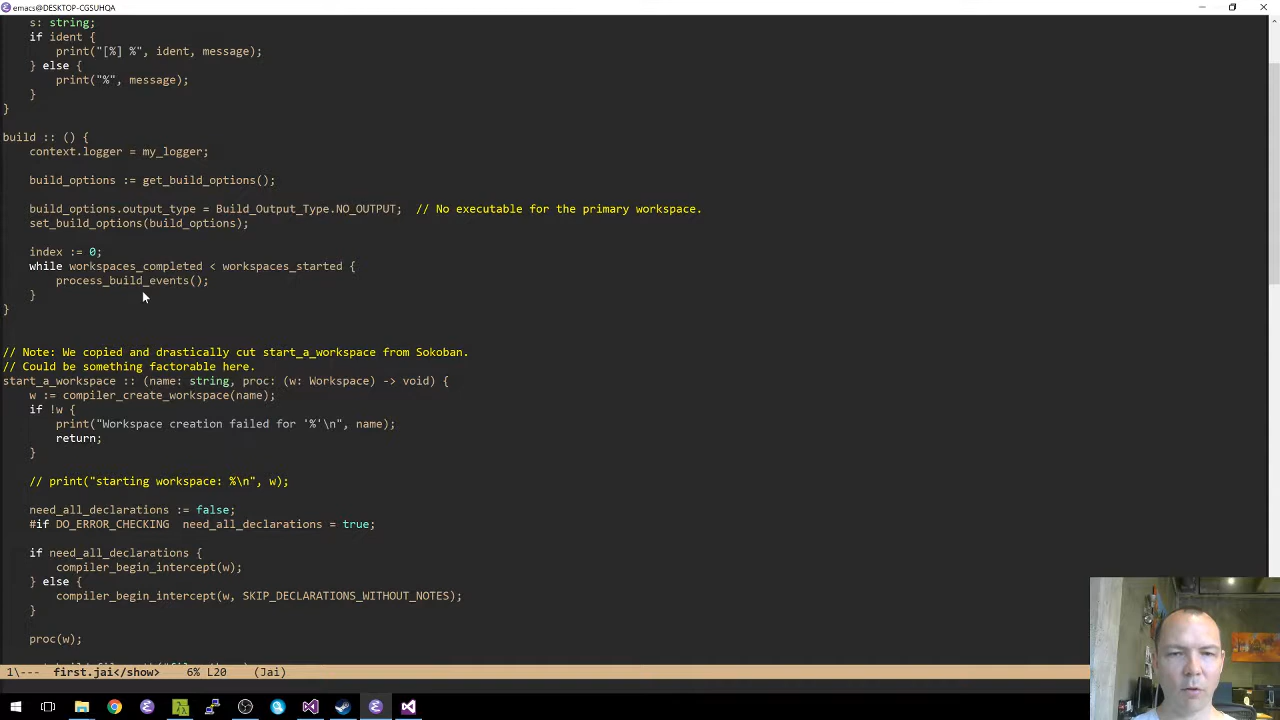 emacs@DESKTOP-CGSUHQA
s: string;
if ident {
print("[%] %", ident, message);
} else {
print("%", message);
}
}
build :: () {
context.logger = my_logger;
build_options := get_build_options();
build_options.output_type = Build_Output_Type.NO_OUTPUT;  // No executable for the primary workspace.
set_build_options(build_options);
index := 0;
while workspaces_completed < workspaces_started {
process_build_events();
}
}
// Note: We copied and drastically cut start_a_workspace from Sokoban.
// Could be something factorable here.
start_a_workspace :: (name: string, proc: (w: Workspace) -> void) {
w := compiler_create_workspace(name);
if !w {
print("Workspace creation failed for '%'\n", name);
return;
}
// print("starting workspace: %\n", w);
need_all_declarations := false;
#if DO_ERROR_CHECKING  need_all_declarations = true;
if need_all_declarations {
compiler_begin_intercept(w);
} else {
compiler_begin_intercept(w, SKIP_DECLARATIONS_WITHOUT_NOTES);
}
proc(w);
1\---  first.jai</show>    6% L20    (Jai)